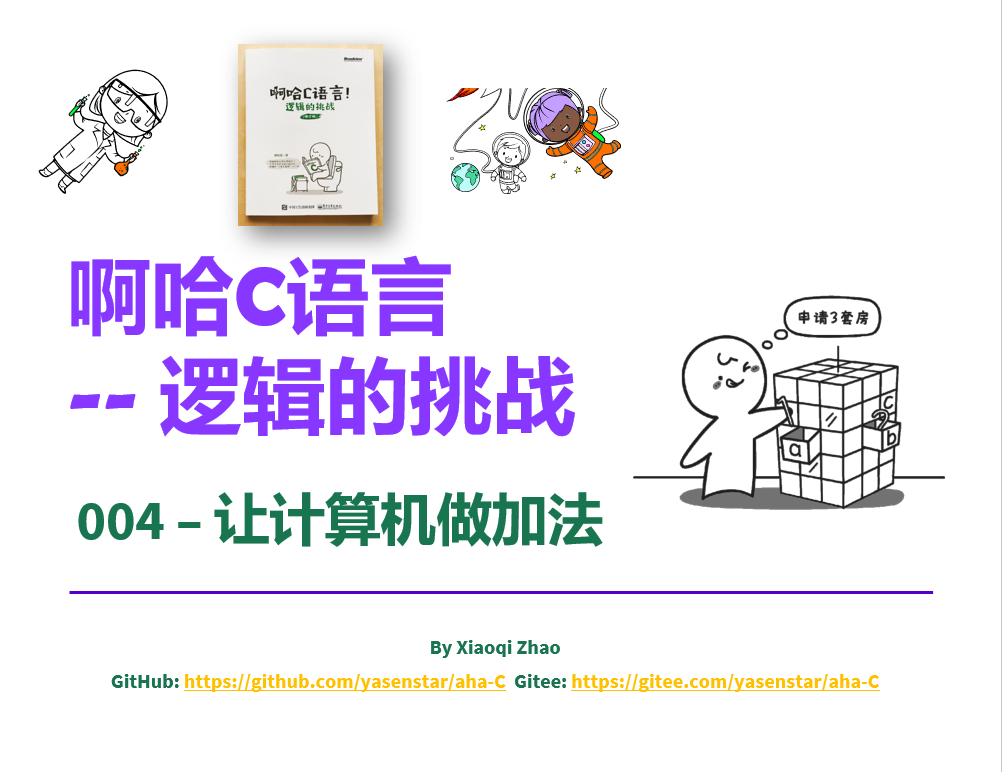 啊哈C语言!
逻辑的挑战
啊哈C语言
-- 逻辑的挑战
申请3套房
a
b
c
004 – 让计算机做加法
By Xiaoqi Zhao
GitHub: https://github.com/yasenstar/aha-C Gitee: https://gitee.com/yasenstar/aha-C